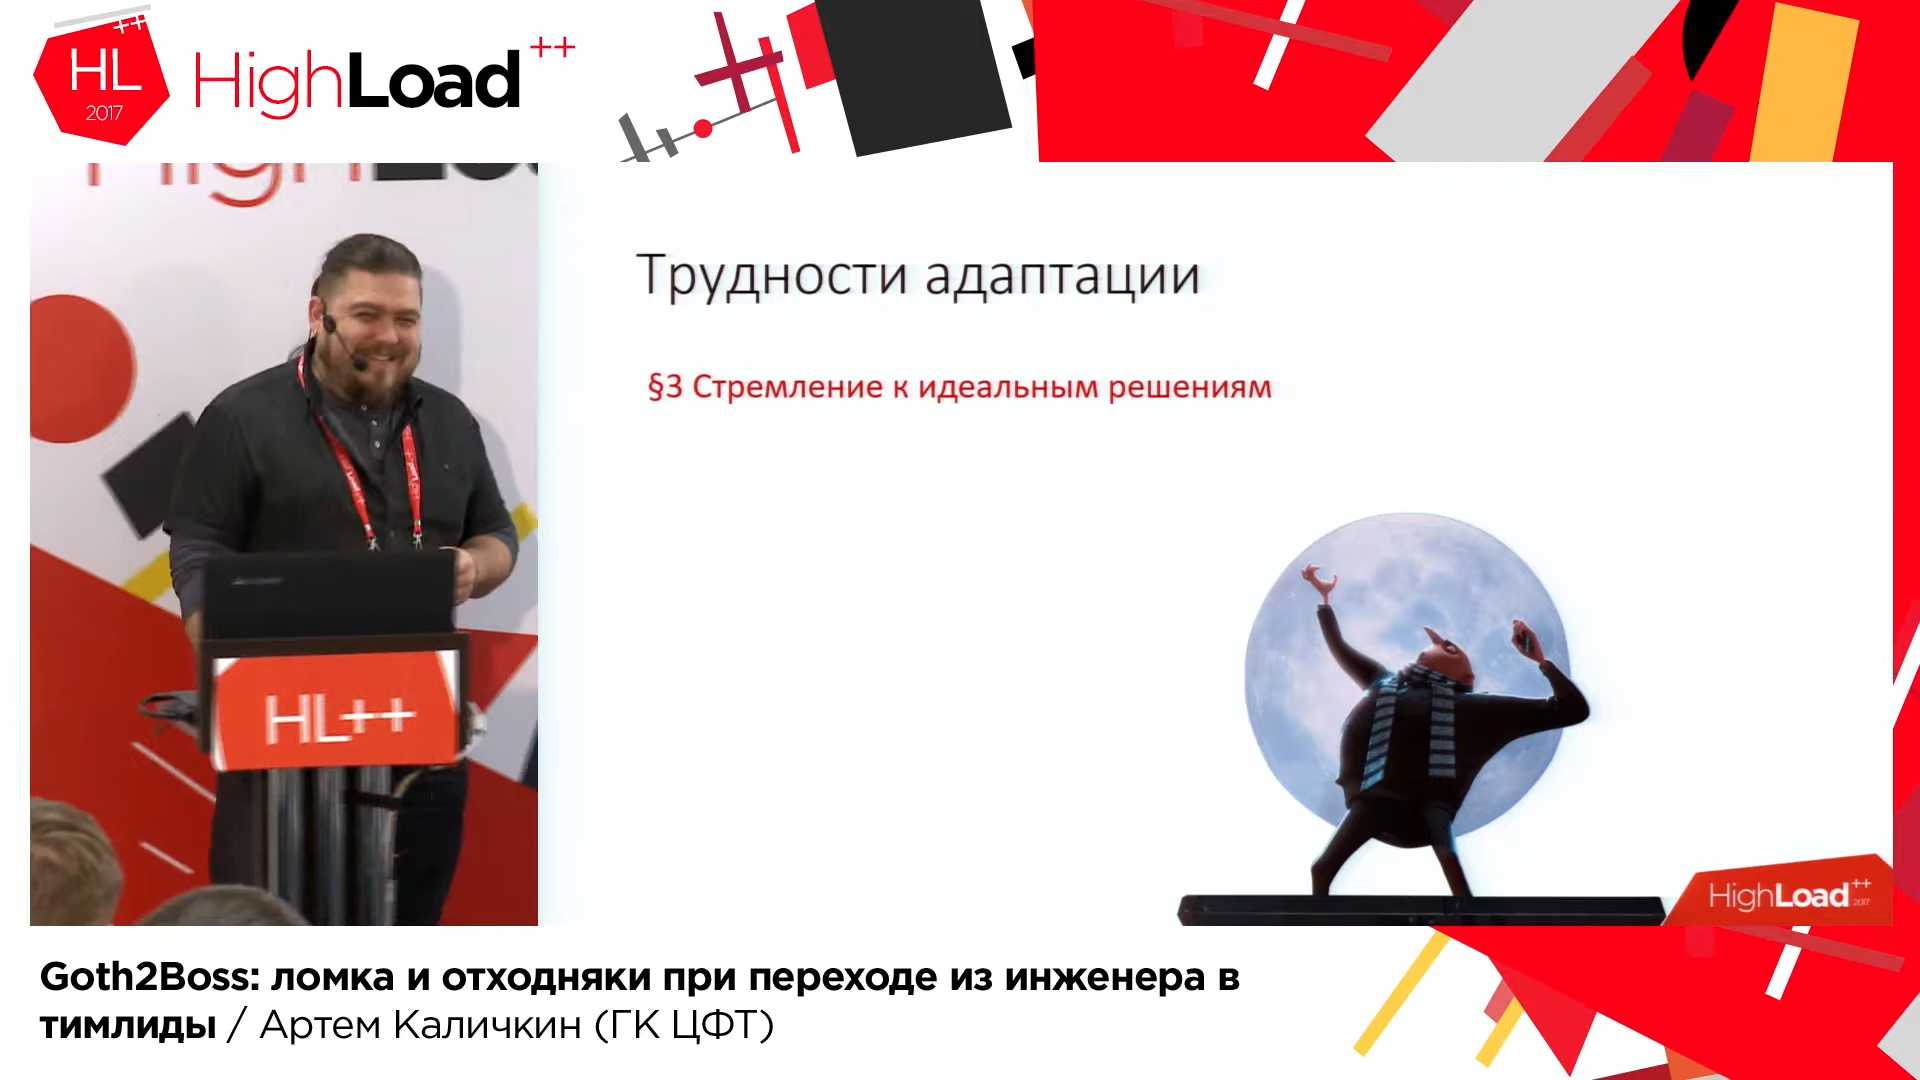 HL++
2017
HighLoad++
Трудности адаптации
§3 Стремление к идеальным решениям
HL++
HighLoad++
2017
Goth2Boss: ломка и отходняки при переходе из инженера в
тимлиды / Артем Каличкин (ГК ЦФТ)